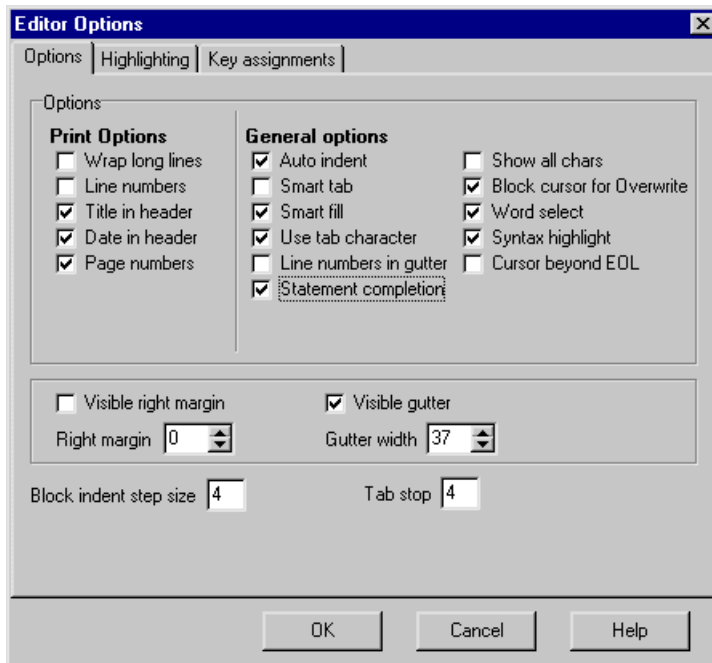 Editor Options
Options Highlighting Key assignments
Options
Print Options
Wrap long lines
Line numbers
Title in header
Date in header
Page numbers
General options
Auto indent
Smart tab
Smart fill
Use tab character
Line numbers in gutter
Statement completion
Show all chars
Block cursor for Overwrite
Word select
Syntax highlight
Cursor beyond EOL
Visible right margin
Visible gutter
Right margin 0
Gutter width 37
Block indent step size 4
Tab stop 4
OK Cancel Help